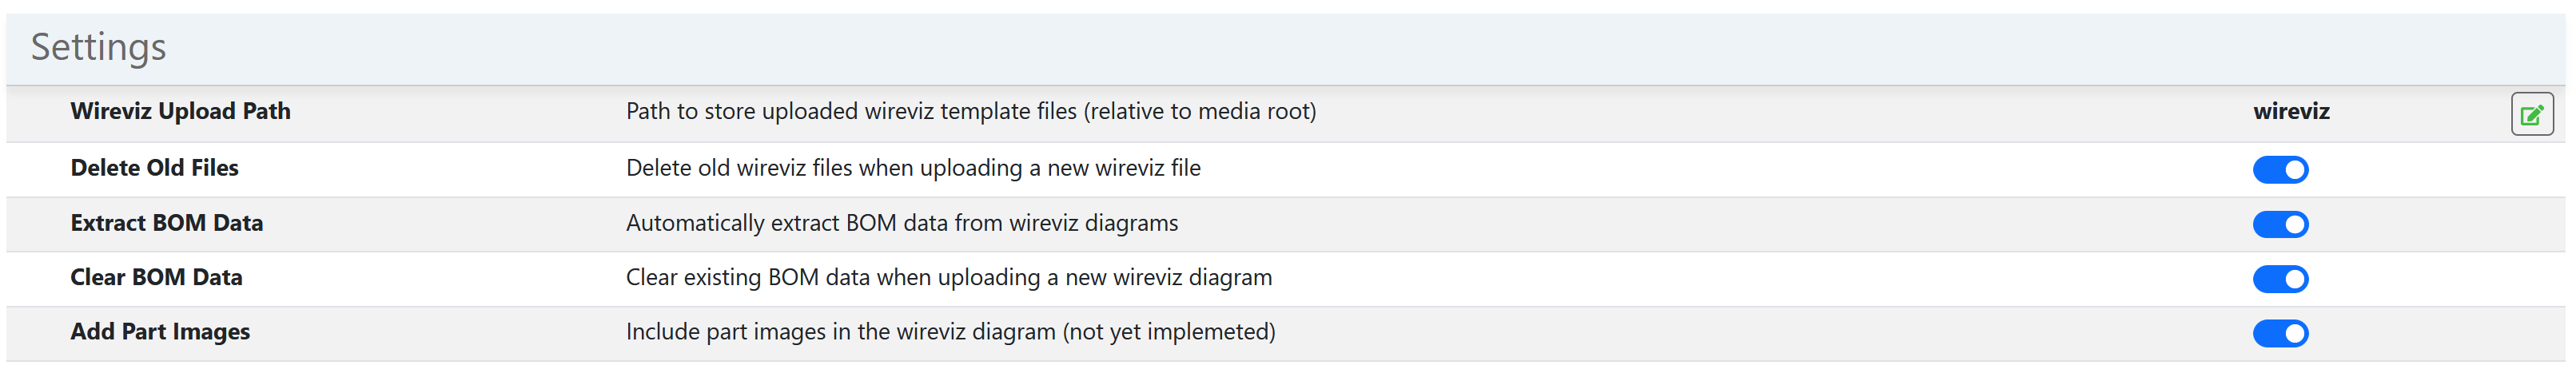 Settings
Wireviz Upload Path Path to store uploaded wireviz template files (relative to media root) wireviz
Delete Old Files Delete old wireviz files when uploading a new wireviz file
Extract BOM Data Automatically extract BOM data from wireviz diagrams
Clear BOM Data Clear existing BOM data when uploading a new wireviz diagram
Add Part Images Include part images in the wireviz diagram (not yet implemeted)